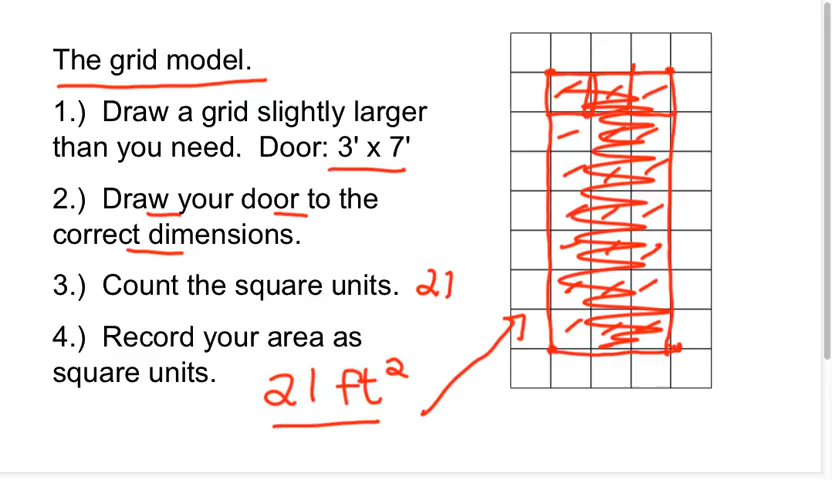 The grid model.
1.) Draw a grid slightly larger
than you need. Door: 3' x 7'
2.) Draw your door to the
correct dimensions.
3.) Count the square units. 21
4.) Record your area as
square units.
21 ft²